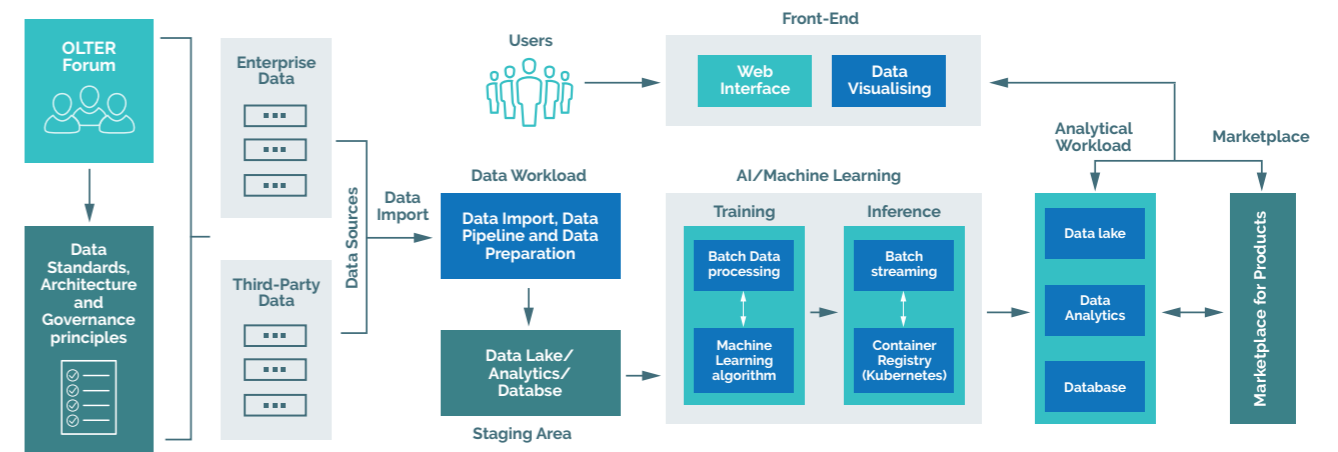 OLTER
Forum
Data
Standards,
Architecture
and
Governance
principles
Enterprise
Data
Third-Party
Data
Data Sources
Data
Import
Users
Data Workload
Data Import, Data
Pipeline and Data
Preparation
Data Lake/
Analytics/
Databse
Staging Area
Front-End
Web
Interface
Data
Visualising
AI/Machine Learning
Training
Batch Data
processing
Machine
Learning
algorithm
Inference
Batch
streaming
Container
Registry
(Kubernetes)
Analytical
Workload
Data lake
Data
Analytics
Database
Marketplace
Marketplace for Products